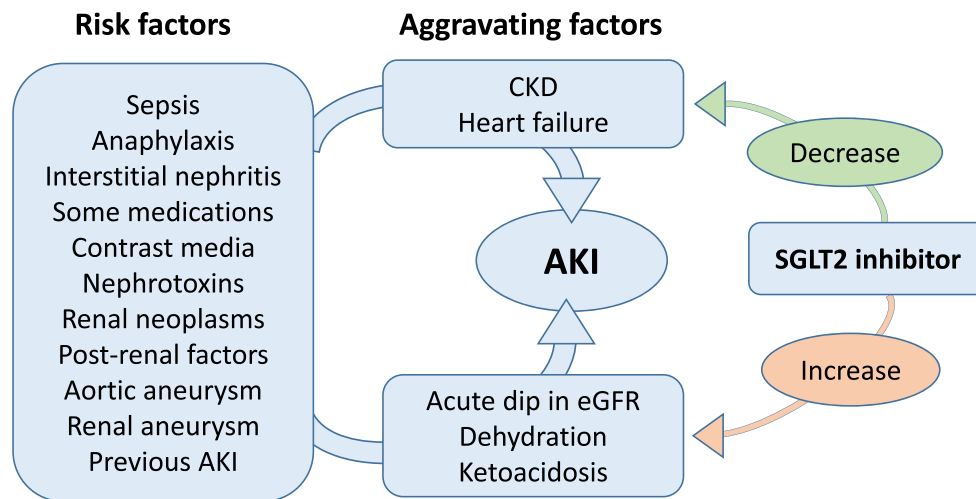 Risk factors
Aggravating factors
Sepsis
Anaphylaxis
Interstitial nephritis
Some medications
Contrast media
Nephrotoxins
Renal neoplasms
Post-renal factors
Aortic aneurysm
Renal aneurysm
Previous AKI
CKD
Heart failure
AKI
Acute dip in eGFR
Dehydration
Ketoacidosis
Decrease
SGLT2 inhibitor
Increase